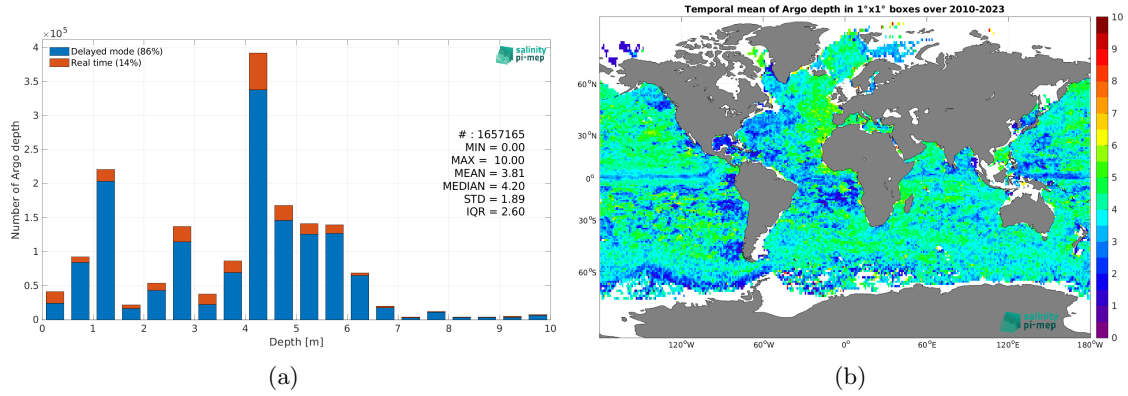 ×10⁵
Delayed mode (86%)
Real time (14%)
salinity
pi-mep
4
3.5
3
2.5
2
1.5
1
0.5
0
Number of Argo depth
# : 1657165
MIN = 0.00
MAX = 10.00
MEAN = 3.81
MEDIAN = 4.20
STD = 1.89
IQR = 2.60
0 1 2 3 4 5 6 7 8 9 10
Depth [m]
(a)
Temporal mean of Argo depth in 1°x1° boxes over 2010-2023
60°N
30°N
0°
30°S
60°S
120°W 60°W 0° 60°E 120°E 180°W
salinity
pi-mep
10
9
8
7
6
5
4
3
2
1
0
(b)